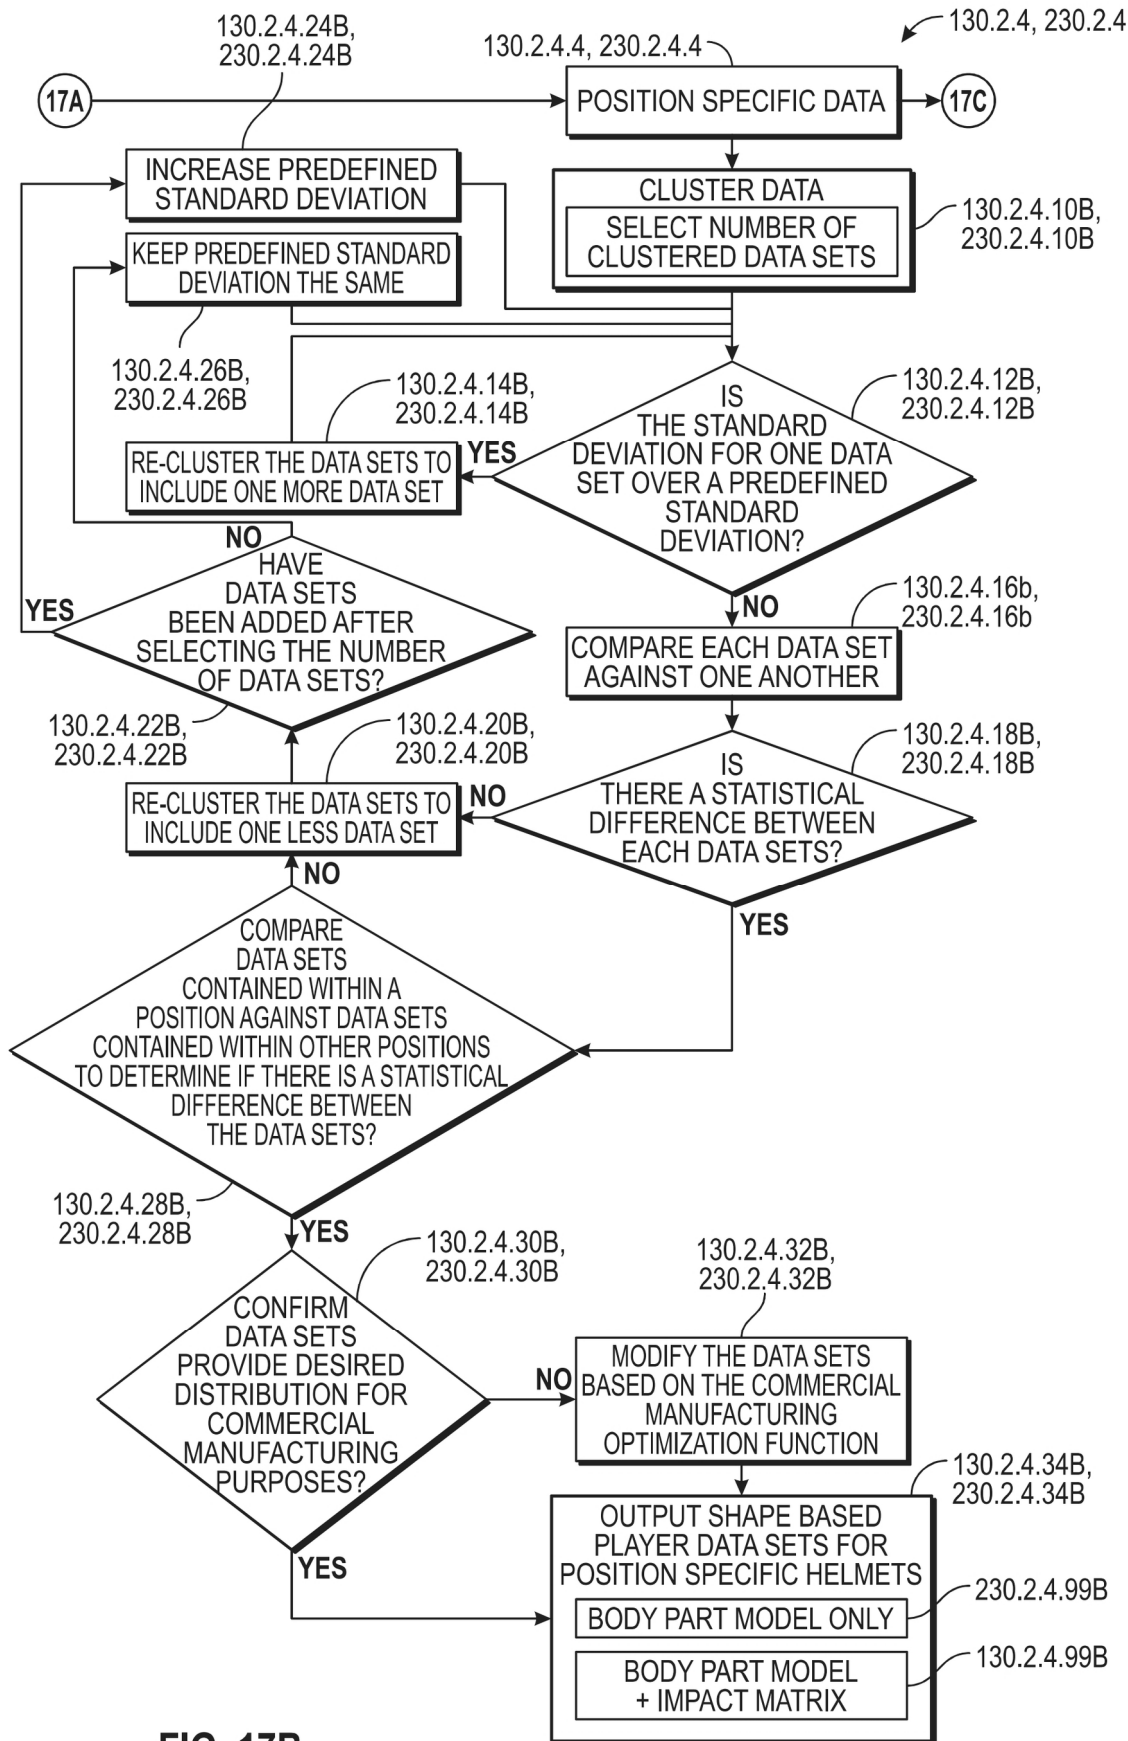 130.2.4, 230.2.4
130.2.4.24B,
230.2.4.24B
130.2.4.4, 230.2.4.4
17A
POSITION SPECIFIC DATA
17C
INCREASE PREDEFINED
STANDARD DEVIATION
CLUSTER DATA
SELECT NUMBER OF
CLUSTERED DATA SETS
130.2.4.10B,
230.2.4.10B
KEEP PREDEFINED STANDARD
DEVIATION THE SAME
130.2.4.26B,
230.2.4.26B
130.2.4.14B,
230.2.4.14B
130.2.4.12B,
230.2.4.12B
IS
THE STANDARD
DEVIATION FOR ONE DATA
SET OVER A PREDEFINED
STANDARD
DEVIATION?
YES
RE-CLUSTER THE DATA SETS TO
INCLUDE ONE MORE DATA SET
NO
HAVE
DATA SETS
BEEN ADDED AFTER
SELECTING THE NUMBER
OF DATA SETS?
YES
NO
130.2.4.16b,
230.2.4.16b
COMPARE EACH DATA SET
AGAINST ONE ANOTHER
130.2.4.22B,
230.2.4.22B
130.2.4.20B,
230.2.4.20B
130.2.4.18B,
230.2.4.18B
IS
THERE A STATISTICAL
DIFFERENCE BETWEEN
EACH DATA SETS?
NO
RE-CLUSTER THE DATA SETS TO
INCLUDE ONE LESS DATA SET
NO
YES
COMPARE
DATA SETS
CONTAINED WITHIN A
POSITION AGAINST DATA SETS
CONTAINED WITHIN OTHER POSITIONS
TO DETERMINE IF THERE IS A STATISTICAL
DIFFERENCE BETWEEN
THE DATA SETS?
130.2.4.28B,
230.2.4.28B
YES
130.2.4.30B,
230.2.4.30B
130.2.4.32B,
230.2.4.32B
CONFIRM
DATA SETS
PROVIDE DESIRED
DISTRIBUTION FOR
COMMERCIAL
MANUFACTURING
PURPOSES?
NO
MODIFY THE DATA SETS
BASED ON THE COMMERCIAL
MANUFACTURING
OPTIMIZATION FUNCTION
130.2.4.34B,
230.2.4.34B
YES
OUTPUT SHAPE BASED
PLAYER DATA SETS FOR
POSITION SPECIFIC HELMETS
BODY PART MODEL ONLY
230.2.4.99B
BODY PART MODEL
+ IMPACT MATRIX
130.2.4.99B
FIG. 17B